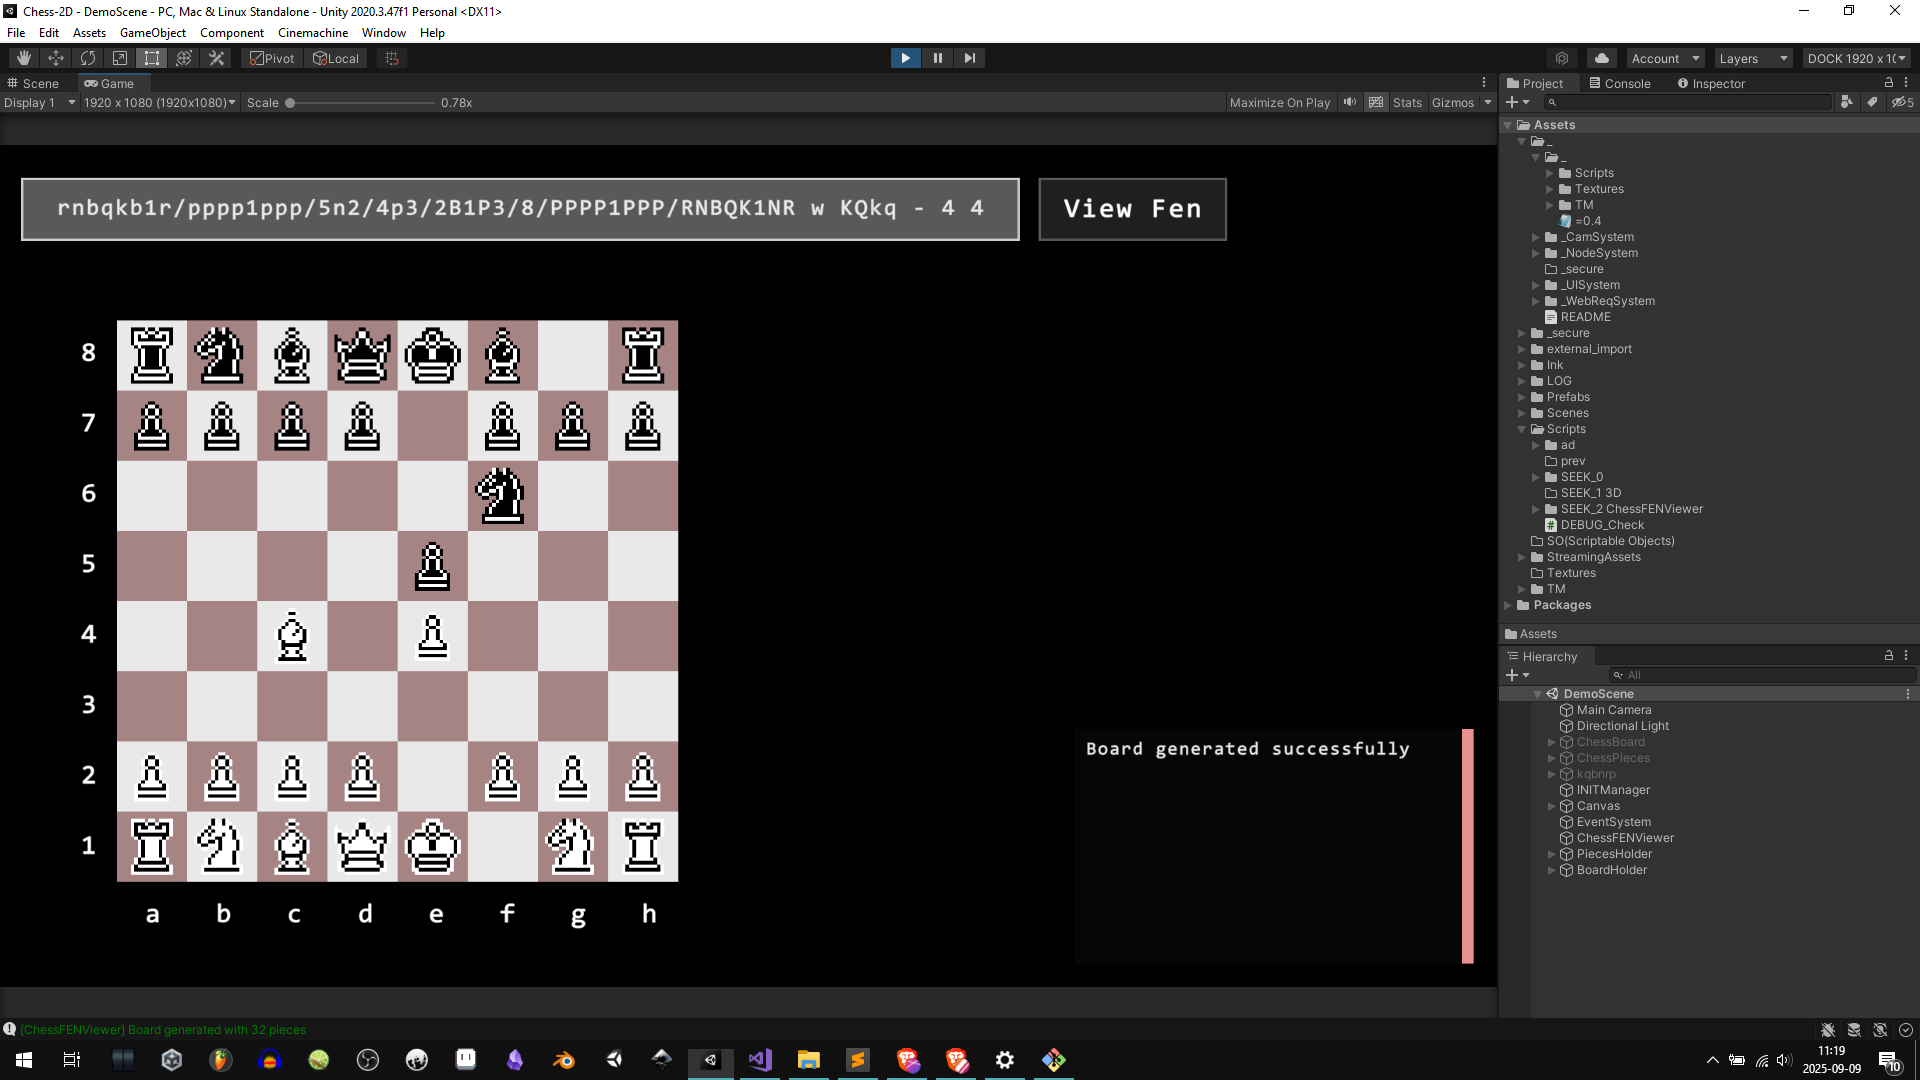 Chess-2D - DemoScene - PC, Mac & Linux Standalone - Unity 2020.3.47f1 Personal <DX11>
File Edit Assets GameObject Component Cinemachine Window Help
Pivot Local
Account Layers DOCK 1920 x 1(
Scene Game
Display 1 1920 x 1080 (1920x1080) Scale 0.78x Maximize On Play Stats Gizmos
rnbqkb1r/pppp1ppp/5n2/4p3/2B1P3/8/PPPP1PPP/RNBQK1NR w KQkq - 4 4
View Fen
8
7
6
5
4
3
2
1
a b c d e f g h
Board generated successfully
Project Console Inspector
5
Assets
_
_
Scripts
Textures
TM
=0.4
_CamSystem
_NodeSystem
_secure
_UISystem
_WebReqSystem
README
_secure
external_import
Ink
LOG
Prefabs
Scenes
Scripts
ad
prev
SEEK_0
SEEK_1 3D
SEEK_2 ChessFENViewer
DEBUG_Check
SO(Scriptable Objects)
StreamingAssets
Textures
TM
Packages
Assets
Hierarchy
All
DemoScene
Main Camera
Directional Light
ChessBoard
ChessPieces
kqbnrp
INITManager
Canvas
EventSystem
ChessFENViewer
PiecesHolder
BoardHolder
[ChessFENViewer] Board generated with 32 pieces
11:19
2025-09-09
10